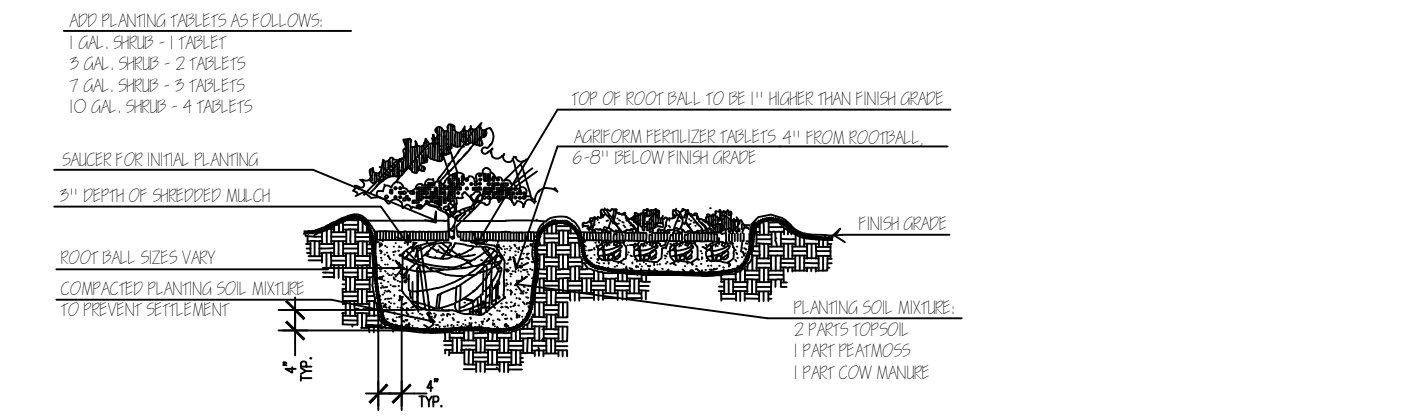 ADD PLANTING TABLETS AS FOLLOWS:
1 GAL. SHRUB - 1 TABLET
3 GAL. SHRUB - 2 TABLETS
7 GAL. SHRUB - 3 TABLETS
10 GAL. SHRUB - 4 TABLETS
TOP OF ROOT BALL TO BE 1" HIGHER THAN FINISH GRADE
AGRIFORM FERTILIZER TABLETS 4" FROM ROOTBALL,
6-8" BELOW FINISH GRADE
SAUCER FOR INITIAL PLANTING
3" DEPTH OF SHREDDED MULCH
FINISH GRADE
ROOT BALL SIZES VARY
COMPACTED PLANTING SOIL MIXTURE
TO PREVENT SETTLEMENT
PLANTING SOIL MIXTURE:
2 PARTS TOPSOIL
1 PART PEATMOSS
1 PART COW MANURE
4"
TYP.
4"
TYP.